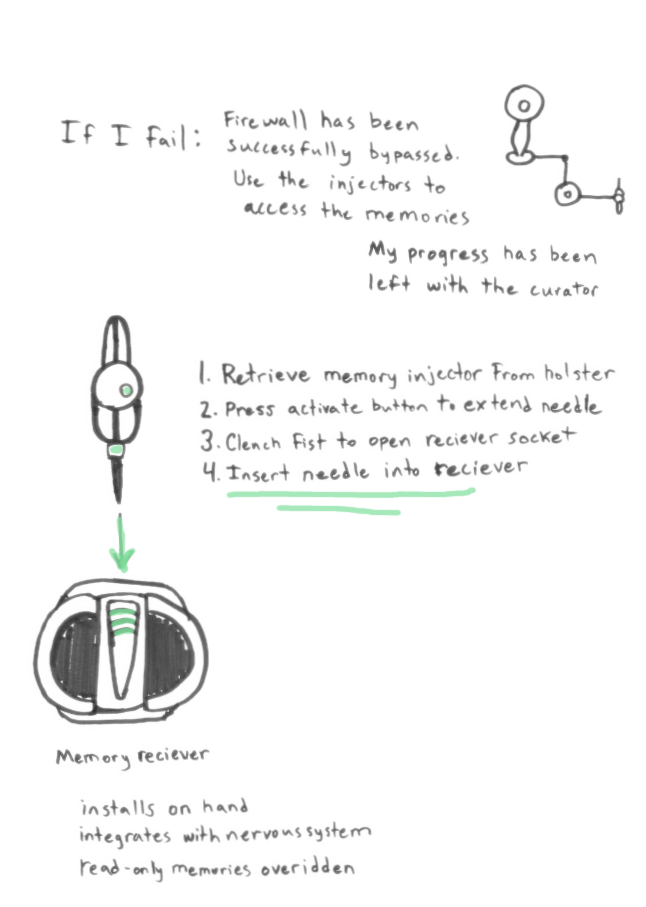 If I fail:
Firewall has been
successfully bypassed.
Use the injectors to
access the memories
My progress has been
left with the curator
1. Retrieve memory injector from holster
2. Press activate button to extend needle
3. Clench fist to open reciever socket
4. Insert needle into reciever
Memory reciever
installs on hand
integrates with nervous system
read-only memories overidden